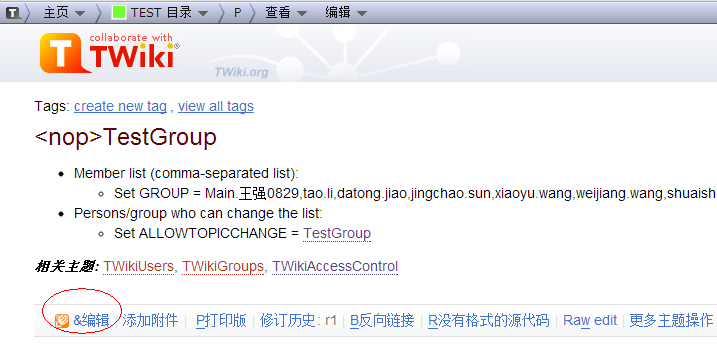 T 主页 TEST 目录 P 查看 编辑
collaborate with
TWiki
TWiki.org
Tags: create new tag , view all tags
<nop>TestGroup
• Member list (comma-separated list):
◦ Set GROUP = Main.王强0829,tao.li,datong.jiao,jingchao.sun,xiaoyu.wang,weijiang.wang,shuaish
• Persons/group who can change the list:
◦ Set ALLOWTOPICCHANGE = TestGroup
相关主题: TWikiUsers, TWikiGroups, TWikiAccessControl
&编辑 | 添加附件 | P打印版 | 修订历史: r1 | B反向链接 | R没有格式的源代码 | Raw edit | 更多主题操作